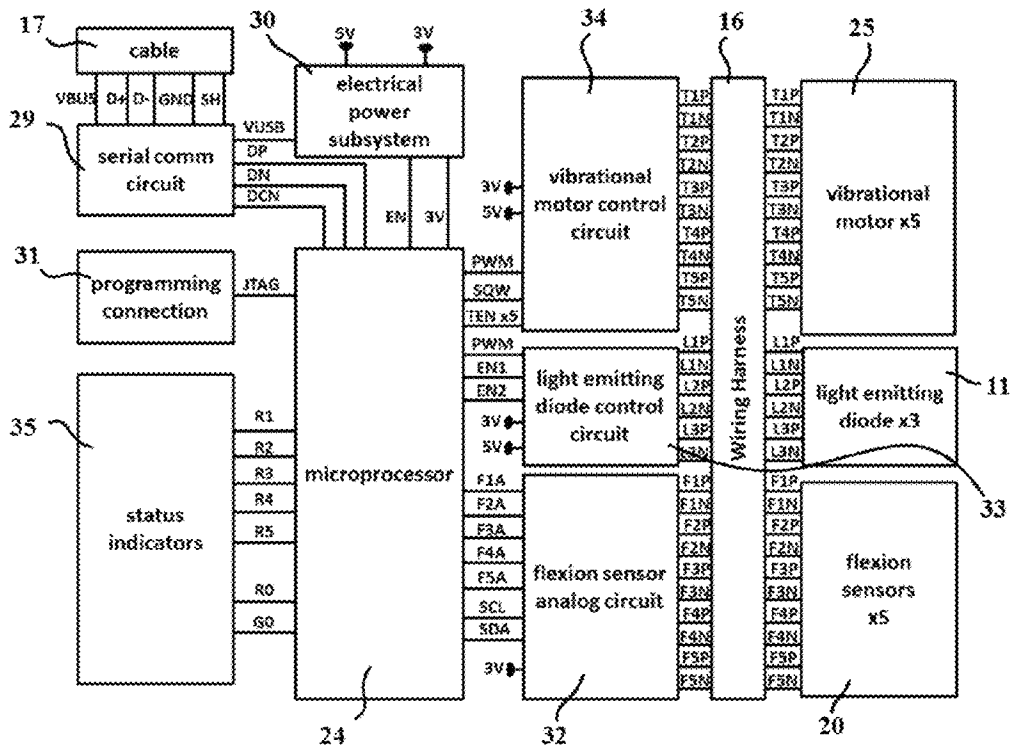 17
cable
VBUS D+ D- GND SH
29
serial comm
circuit
VUSB
DP
DN
DCN
30
5V 3V
electrical
power
subsystem
EN 3V
31
programming
connection
JTAG
35
status
indicators
R1
R2
R3
R4
R5
R0
G0
microprocessor
24
34
vibrational
motor control
circuit
3V
5V
PWM
SQW
TEN x5
PWM
EN1
EN2
3V
5V
light emitting
diode control
circuit
33
F1A
F2A
F3A
F4A
F5A
SCL
SDA
3V
flexion sensor
analog circuit
32
T1P
T1N
T2P
T2N
T3P
T3N
T4P
T4N
T5P
T5N
L1P
L1N
L2P
L2N
L3P
L3N
F1P
F1N
F2P
F2N
F3P
F3N
F4P
F4N
F5P
F5N
16
Wiring Harness
T1P
T1N
T2P
T2N
T3P
T3N
T4P
T4N
T5P
T5N
L1P
L1N
L2P
L2N
L3P
L3N
F1P
F1N
F2P
F2N
F3P
F3N
F4P
F4N
F5P
F5N
25
vibrational
motor x5
11
light emitting
diode x3
flexion
sensors
x5
20